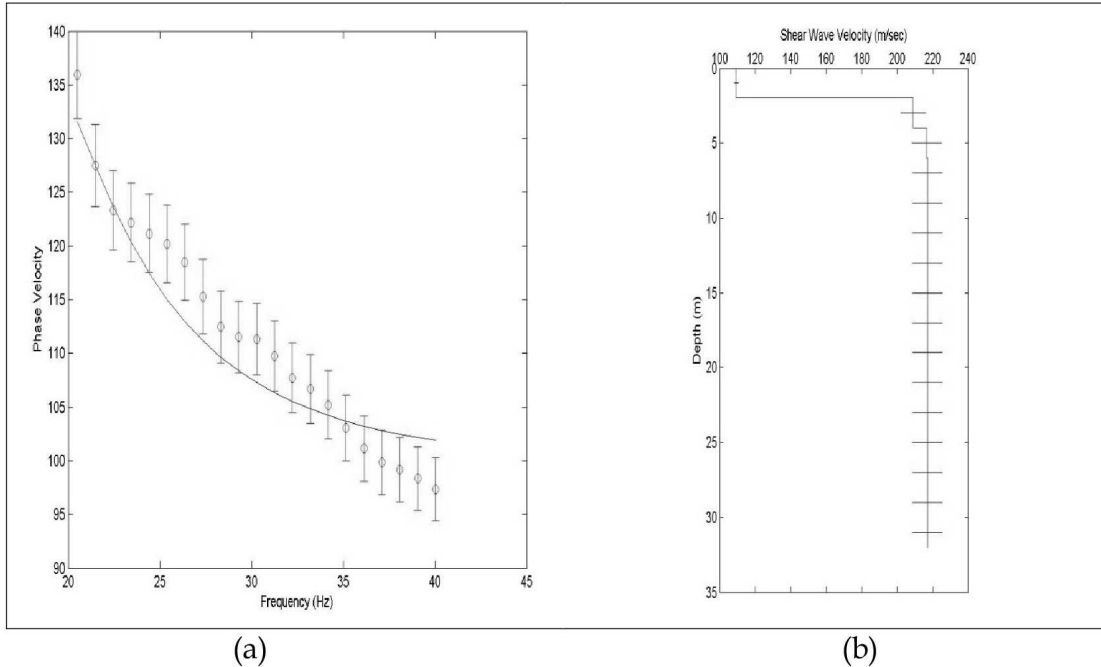 140
135
130
125
120
115
110
105
100
95
90
Phase Velocity
20 25 30 35 40 45
Frequency (Hz)
(a)
Shear Wave Velocity (m/sec)
100 120 140 160 180 200 220 240
0
5
10
15
20
25
30
35
Depth (m)
(b)